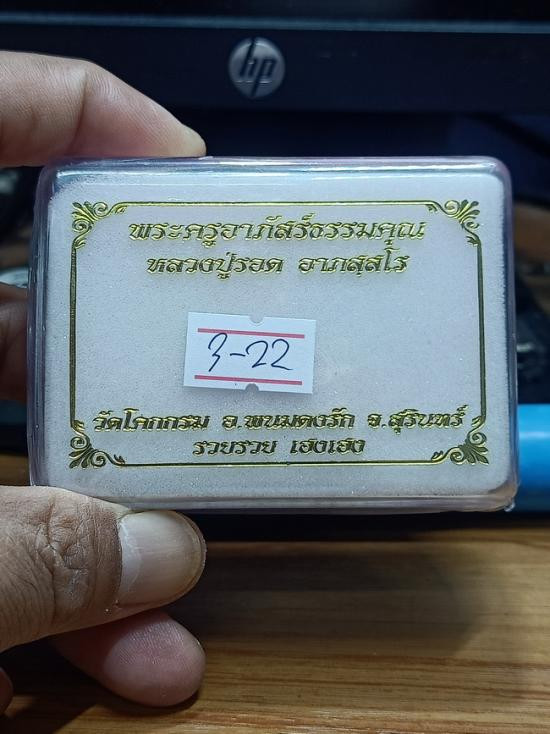 hp
พระครูอาภัสร์ธรรมคุณ
หลวงปู่รอด อาภสฺสโร
3-22
วัดโคกกรม อ.พนมดงรัก จ.สุรินทร์
รวยรวย เฮงเฮง